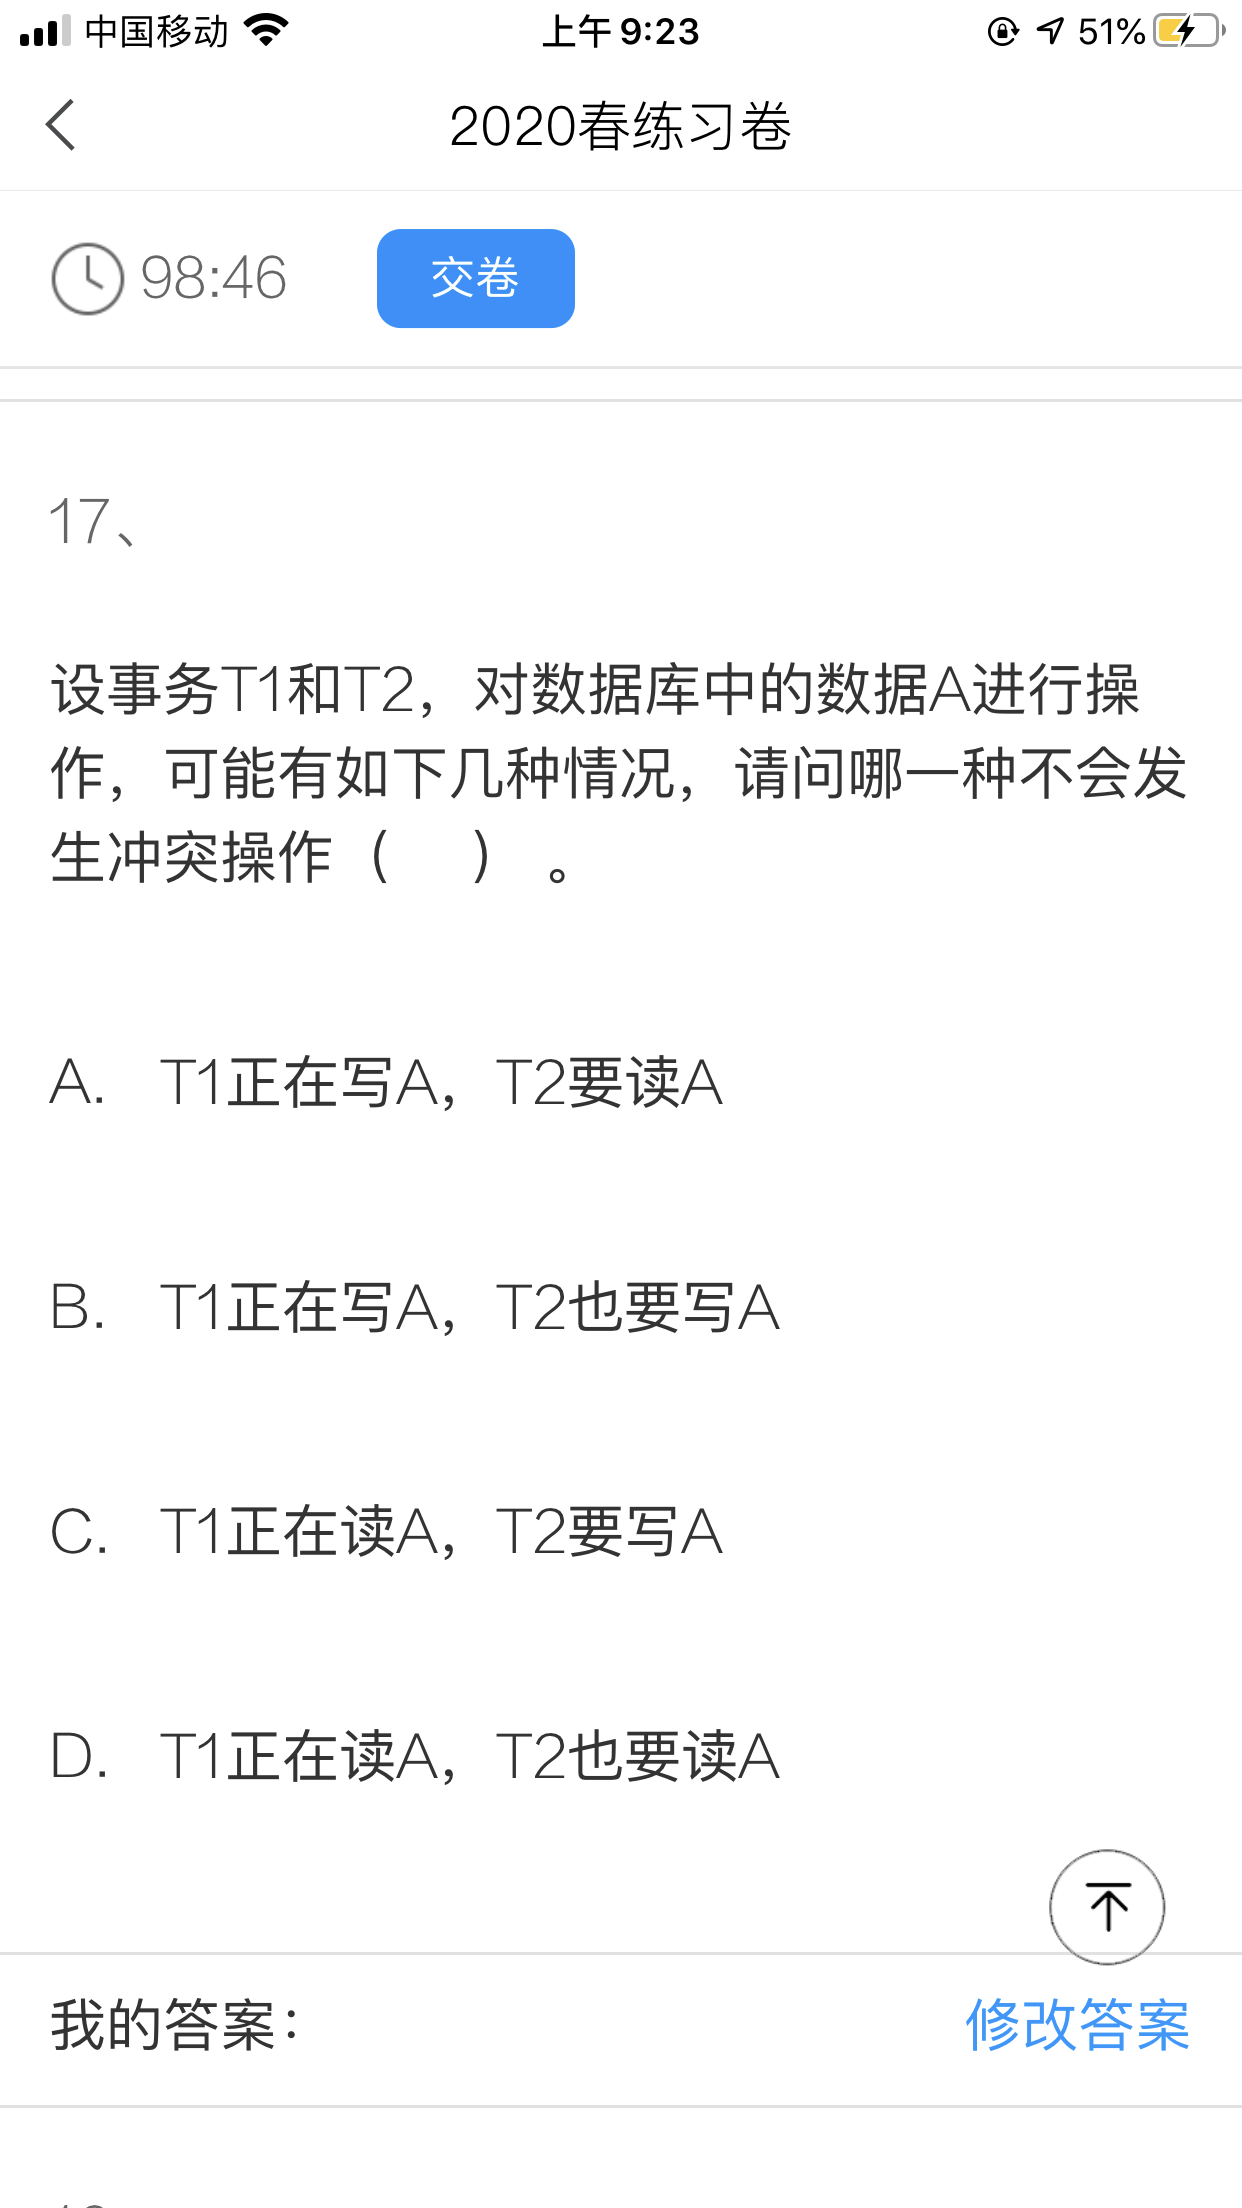 中国移动 上午 9:23 51%
2020春练习卷
98:46 交卷
17、
设事务T1和T2，对数据库中的数据A进行操
作，可能有如下几种情况，请问哪一种不会发
生冲突操作（ ）。
A. T1正在写A，T2要读A
B. T1正在写A，T2也要写A
C. T1正在读A，T2要写A
D. T1正在读A，T2也要读A
我的答案： 修改答案